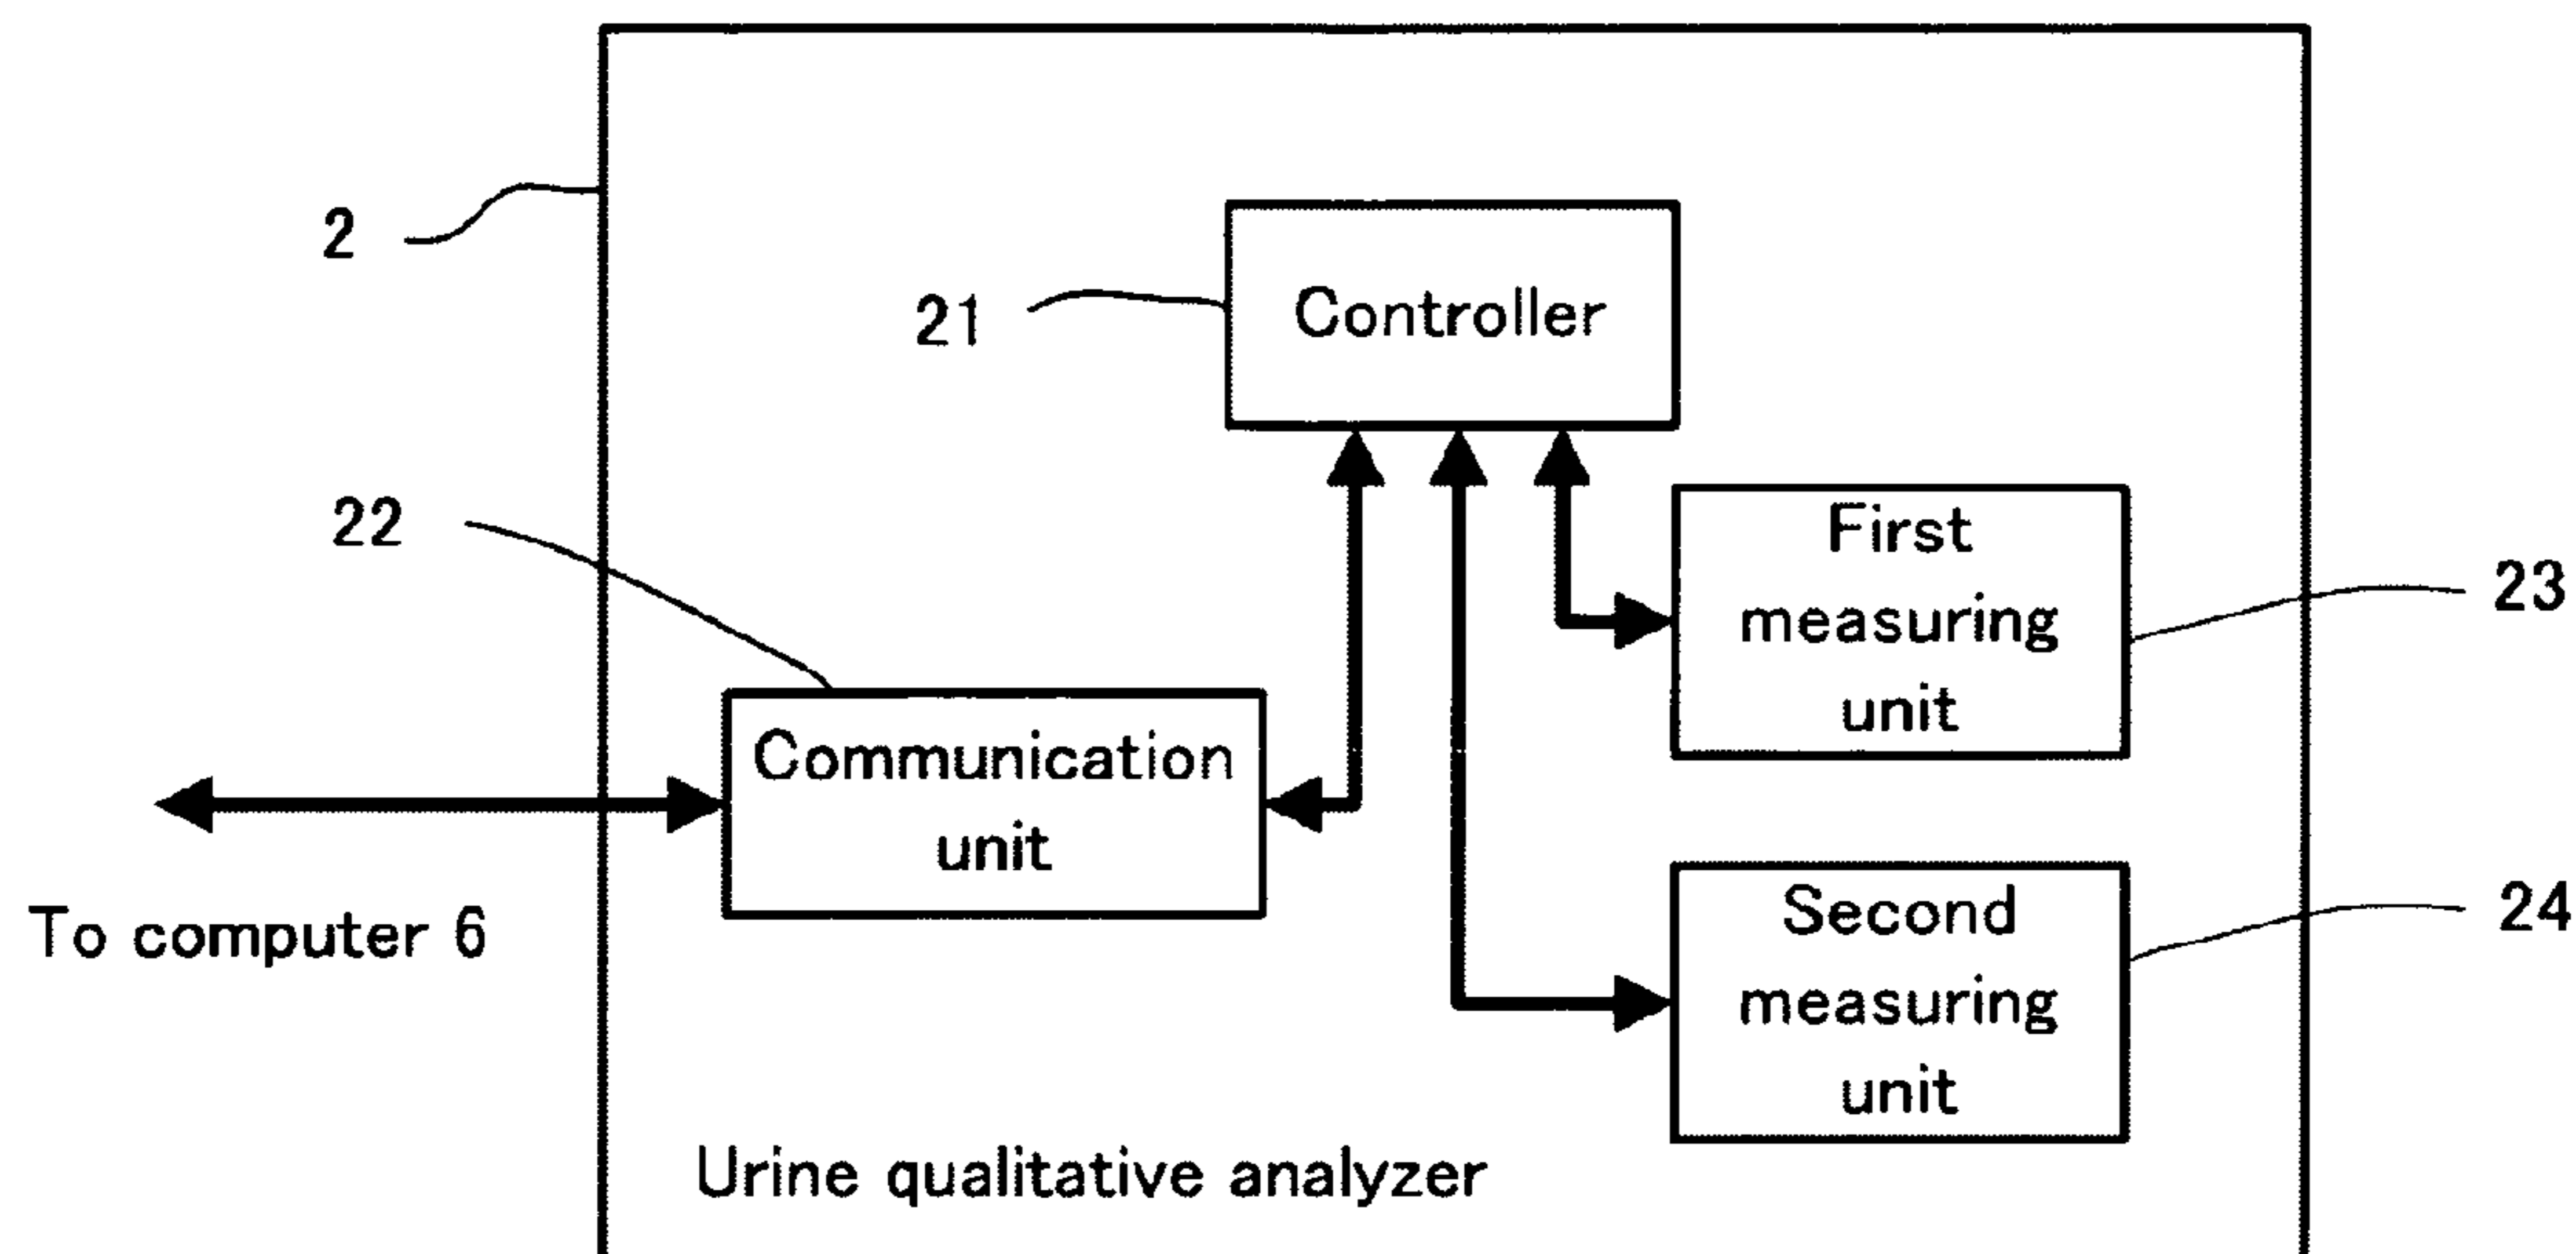 2
21
Controller
22
First
measuring
unit
23
Communication
unit
To computer 6
Second
measuring
unit
24
Urine qualitative analyzer